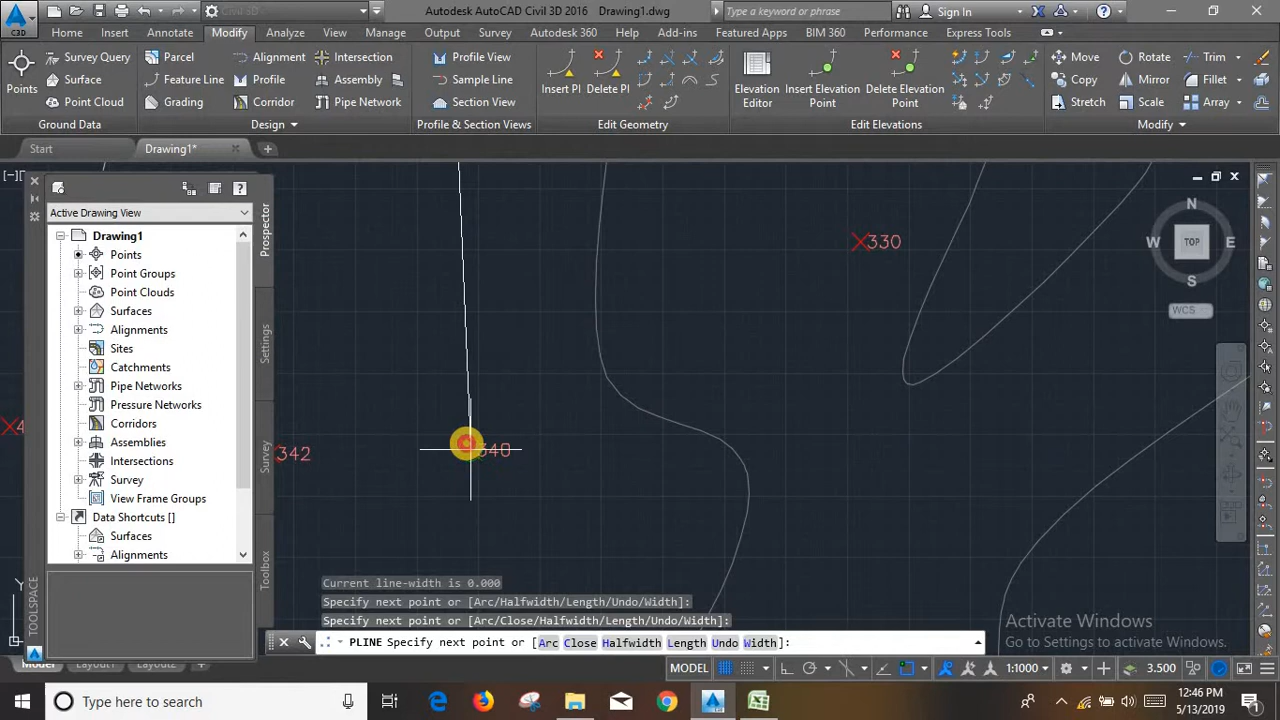 Civil 3D
Autodesk AutoCAD Civil 3D 2016 Drawing1.dwg
Type a keyword or phrase
Sign In
C3D
Home Insert Annotate Modify Analyze View Manage Output Survey Autodesk 360 Help Add-ins Featured Apps BIM 360 Performance Express Tools
Points
Survey Query
Surface
Point Cloud
Ground Data
Parcel
Feature Line
Grading
Alignment
Profile
Corridor
Intersection
Assembly
Pipe Network
Design
Profile View
Sample Line
Section View
Profile & Section Views
Insert PI
Delete PI
Edit Geometry
Elevation Editor
Insert Elevation Point
Delete Elevation Point
Edit Elevations
Move
Copy
Stretch
Rotate
Mirror
Scale
Trim
Fillet
Array
Modify
Start
Drawing1*
[−]
Active Drawing View
Drawing1
Points
Point Groups
Point Clouds
Surfaces
Alignments
Sites
Catchments
Pipe Networks
Pressure Networks
Corridors
Assemblies
Intersections
Survey
View Frame Groups
Data Shortcuts []
Surfaces
Alignments
Prospector
Settings
Survey
Toolbox
TOOLSPACE
330
340
342
4
N
W TOP E
S
WCS
Y
Current line-width is 0.000
Specify next point or [Arc/Halfwidth/Length/Undo/Width]:
Specify next point or [Arc/Close/Halfwidth/Length/Undo/Width]:
PLINE Specify next point or [Arc Close Halfwidth Length Undo Width]:
Activate Windows
Go to Settings to activate Windows.
Model Layout1 Layout2 +
MODEL
1:1000
3.500
Type here to search
12:46 PM
5/13/2019